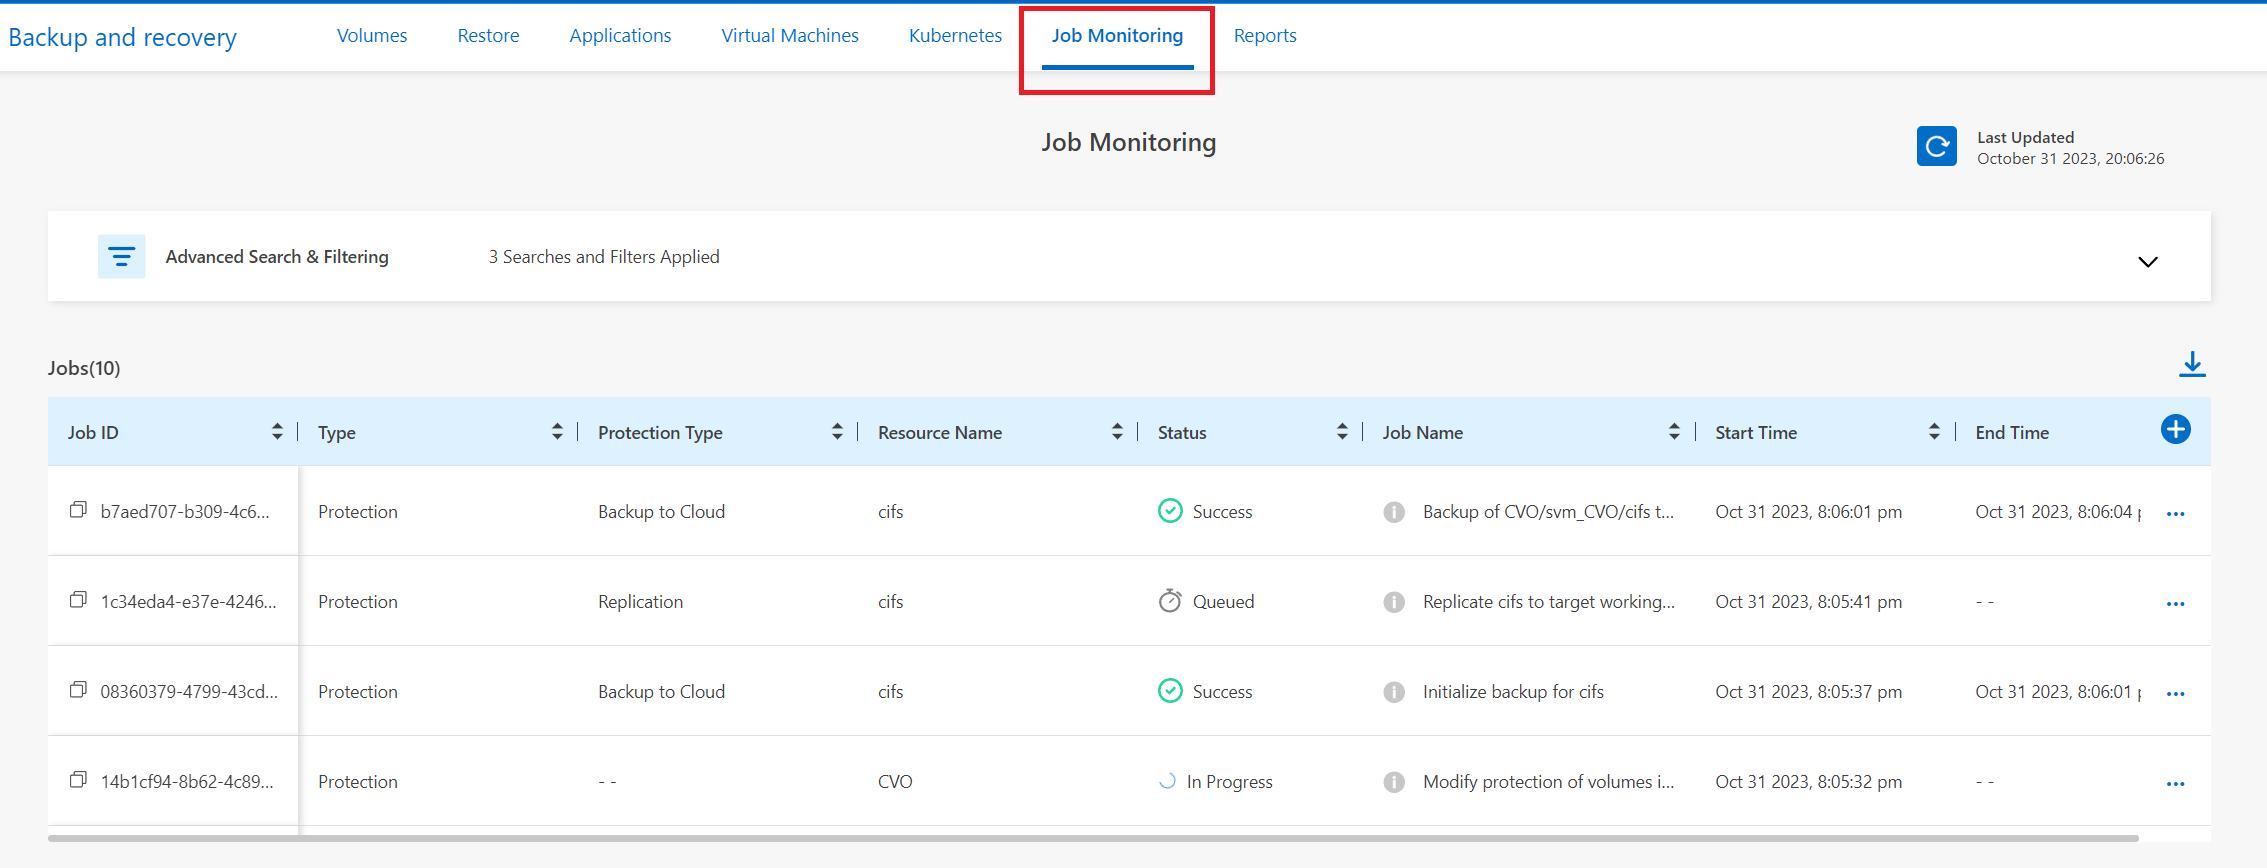 Backup and recovery Volumes Restore Applications Virtual Machines Kubernetes Job Monitoring Reports
Job Monitoring
Last Updated
October 31 2023, 20:06:26
Advanced Search & Filtering 3 Searches and Filters Applied
Jobs(10)
Job ID Type Protection Type Resource Name Status Job Name Start Time End Time
b7aed707-b309-4c6... Protection Backup to Cloud cifs Success Backup of CVO/svm_CVO/cifs t... Oct 31 2023, 8:06:01 pm Oct 31 2023, 8:06:04
1c34eda4-e37e-4246... Protection Replication cifs Queued Replicate cifs to target working... Oct 31 2023, 8:05:41 pm - -
08360379-4799-43cd... Protection Backup to Cloud cifs Success Initialize backup for cifs Oct 31 2023, 8:05:37 pm Oct 31 2023, 8:06:01
14b1cf94-8b62-4c89... Protection - - CVO In Progress Modify protection of volumes i... Oct 31 2023, 8:05:32 pm - -